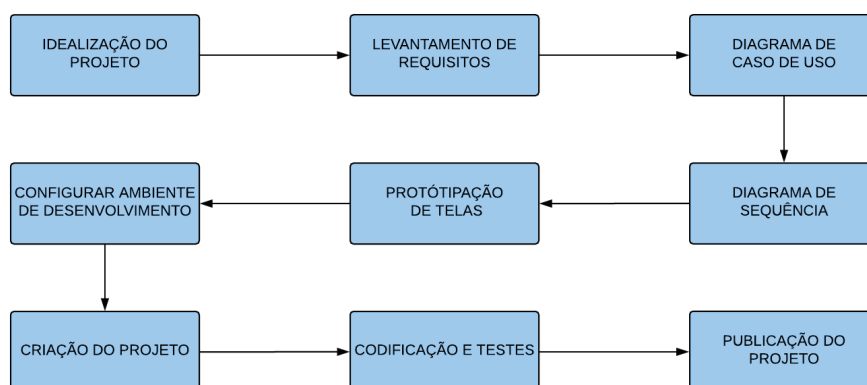 IDEALIZAÇÃO DO
PROJETO
LEVANTAMENTO DE
REQUISITOS
DIAGRAMA DE
CASO DE USO
CONFIGURAR AMBIENTE
DE DESENVOLVIMENTO
PROTÓTIPAÇÃO
DE TELAS
DIAGRAMA DE
SEQUÊNCIA
CRIAÇÃO DO PROJETO
CODIFICAÇÃO E TESTES
PUBLICAÇÃO DO
PROJETO